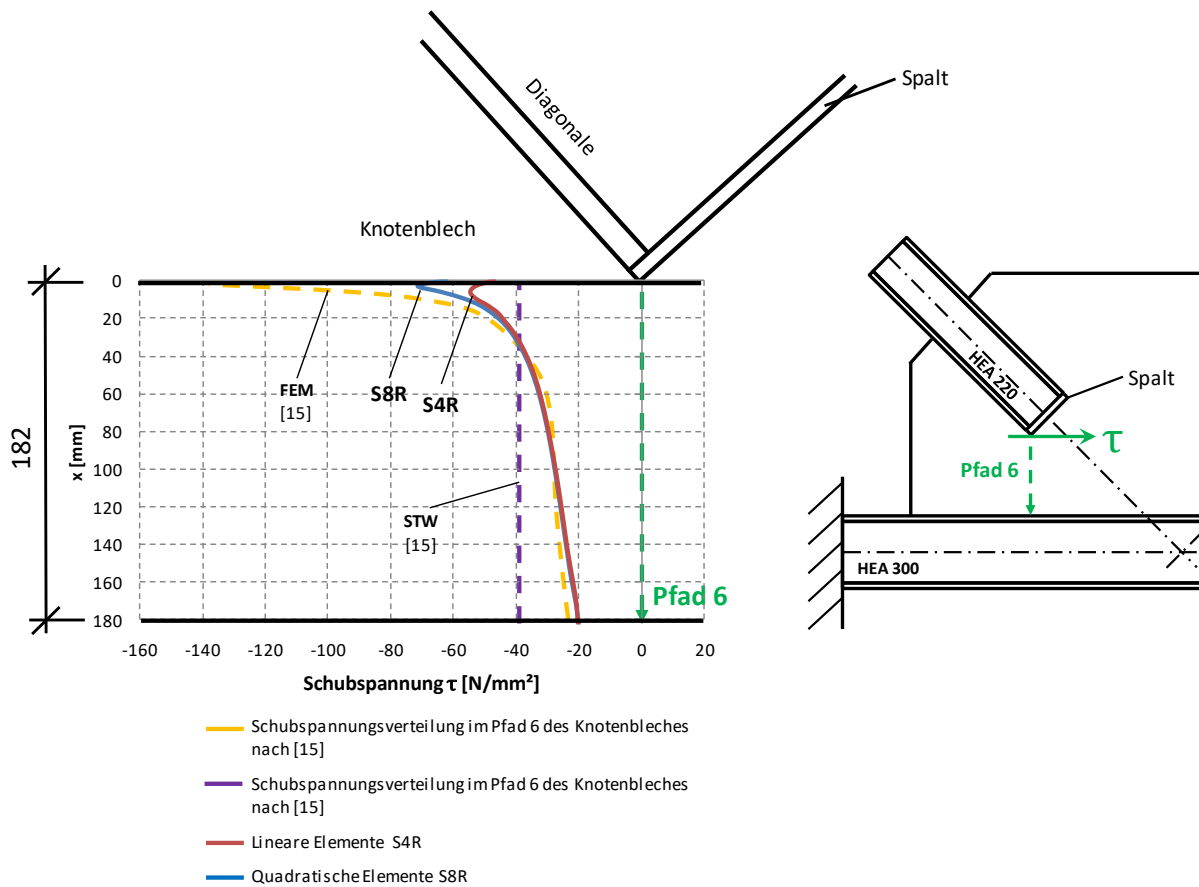 Spalt
Diagonale
Knotenblech
182
x [mm]
0
20
40
60
80
100
120
140
160
180
FEM
[15]
S8R
S4R
STW
[15]
Pfad 6
-160
-140
-120
-100
-80
-60
-40
-20
0
20
Schubspannung τ [N/mm²]
HEA 220
Spalt
τ
Pfad 6
HEA 300
Schubspannungsverteilung im Pfad 6 des Knotenbleches
nach [15]
Schubspannungsverteilung im Pfad 6 des Knotenbleches
nach [15]
Lineare Elemente S4R
Quadratische Elemente S8R